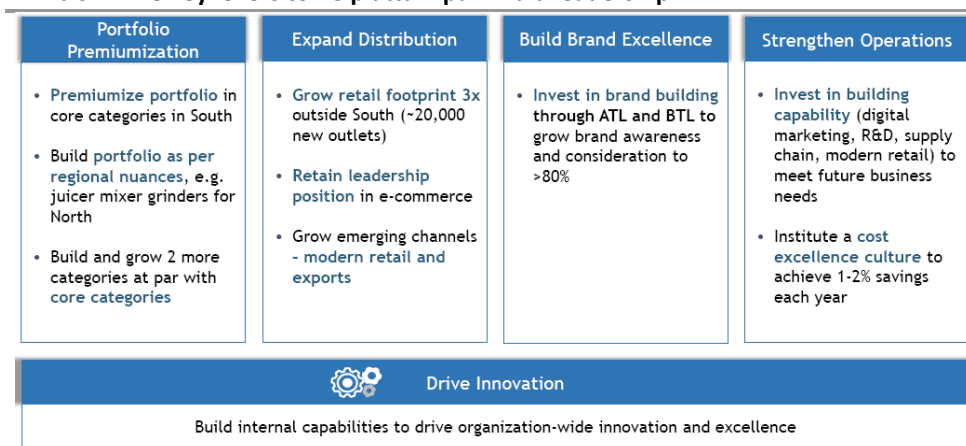 Portfolio
Premiumization
• Premiumize portfolio in
core categories in South
• Build portfolio as per
regional nuances, e.g.
juicer mixer grinders for
North
• Build and grow 2 more
categories at par with
core categories
Expand Distribution
• Grow retail footprint 3x
outside South (~20,000
new outlets)
• Retain leadership
position in e-commerce
• Grow emerging channels
– modern retail and
exports
Build Brand Excellence
• Invest in brand building
through ATL and BTL to
grow brand awareness
and consideration to
>80%
Strengthen Operations
• Invest in building
capability (digital
marketing, R&D, supply
chain, modern retail) to
meet future business
needs
• Institute a cost
excellence culture to
achieve 1-2% savings
each year
Drive Innovation
Build internal capabilities to drive organization-wide innovation and excellence